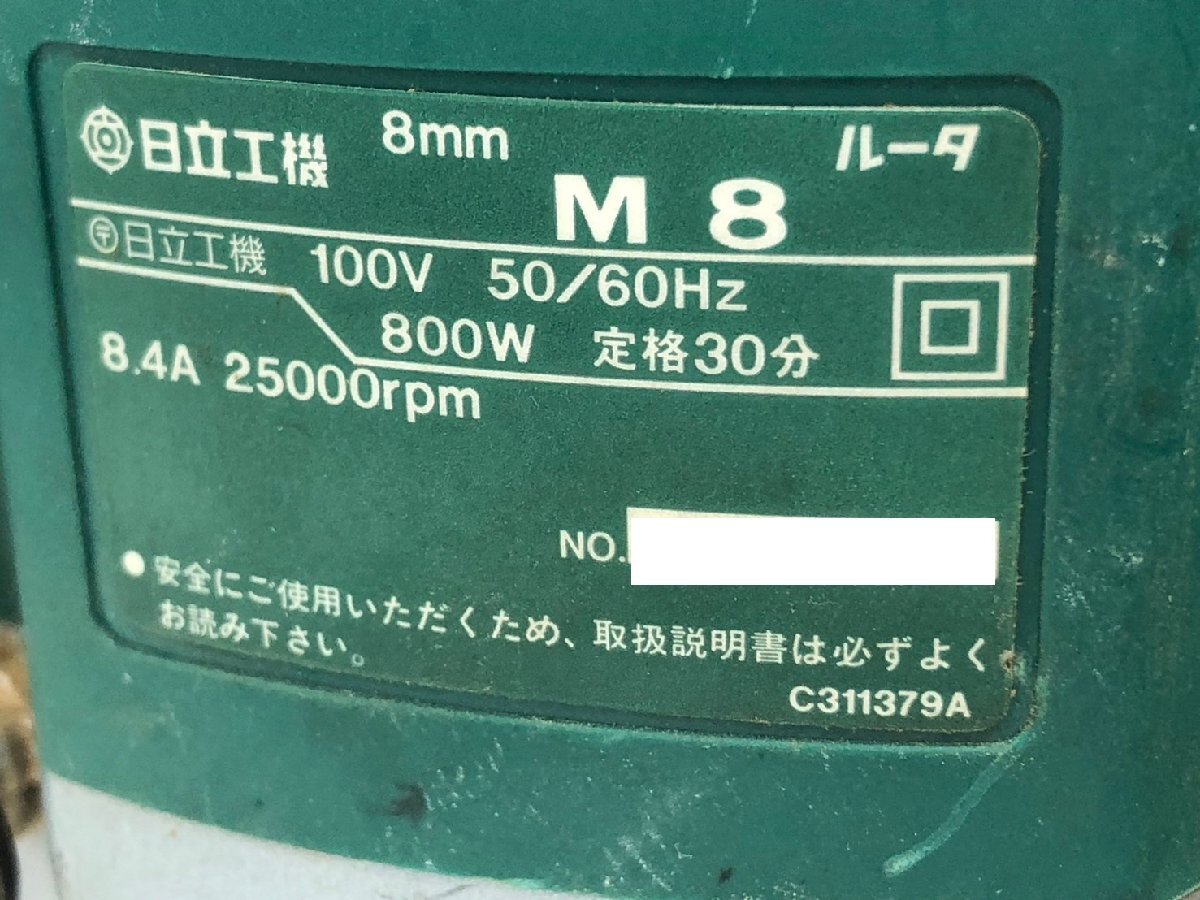 日立工機 8mm ルータ
M 8
〒日立工機 100V 50/60Hz
800W 定格30分
8.4A 25000rpm
NO.
●安全にご使用いただくため、取扱説明書は必ずよく
お読み下さい。
C311379A